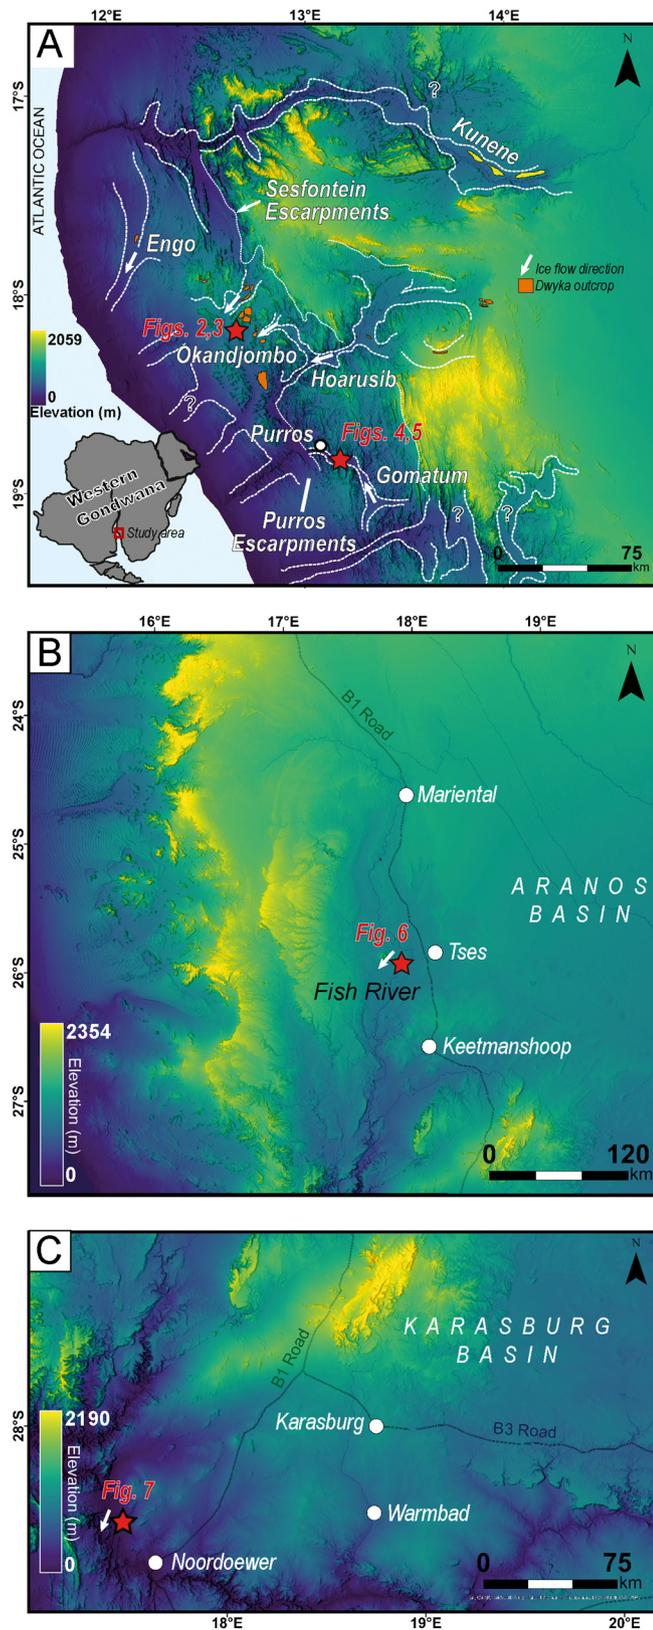 12°E 13°E 14°E
A
N
17°S
ATLANTIC OCEAN
?
Kunene
Sesfontein
Escarpments
Engo
Ice flow direction
Dwyka outcrop
18°S
Figs. 2,3
2059
Okandjombo
Hoarusib
0
Elevation (m)
?
Purros
Figs. 4,5
Western
Gondwana
Gomatum
19°S
Study area
Purros
Escarpments
? ?
0 75
km
16°E 17°E 18°E 19°E
B
N
24°S
B1 Road
Mariental
25°S
ARANOS
BASIN
Fig. 6
Tses
26°S
Fish River
2354
Keetmanshoop
Elevation (m)
27°S
0
0 120
km
C
N
KARASBURG
BASIN
B1 Road
2190
28°S
Karasburg
B3 Road
Elevation (m)
Fig. 7
Warmbad
0
Noordoewer
0 75
km
18°E 19°E 20°E